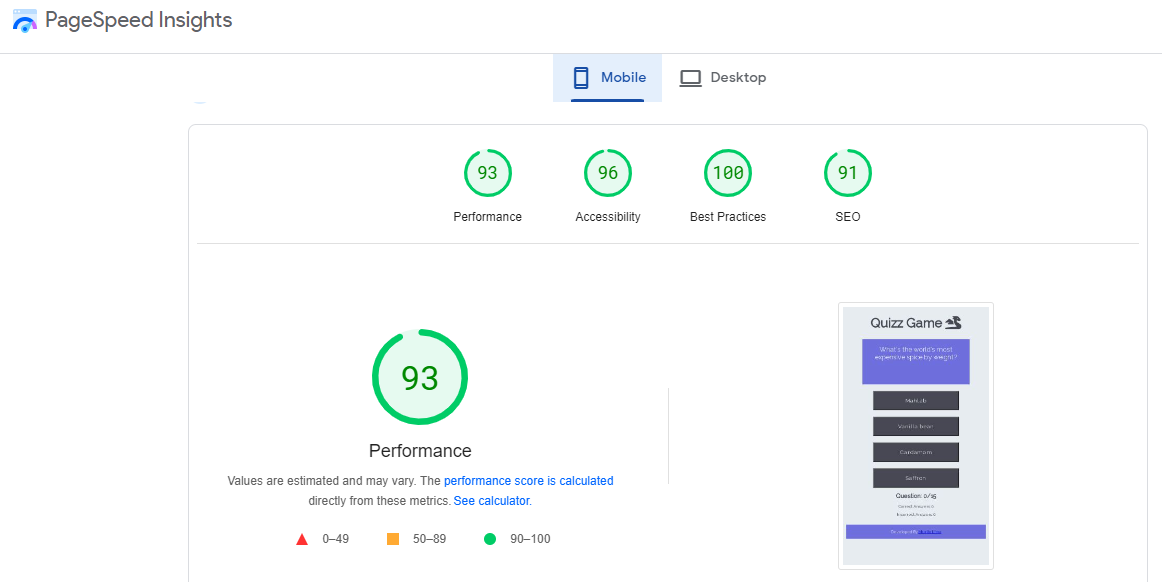 PageSpeed Insights
Mobile
Desktop
93
96
100
91
Performance
Accessibility
Best Practices
SEO
93
Performance
Values are estimated and may vary. The performance score is calculated
directly from these metrics. See calculator.
0–49
50–89
90–100
Quizz Game
What's the world's most
expensive spice by weight?
Mahlab
Vanilla bean
Cardamom
Saffron
Question: 0/15
Correct Answers: 0
Incorrect Answers: 0